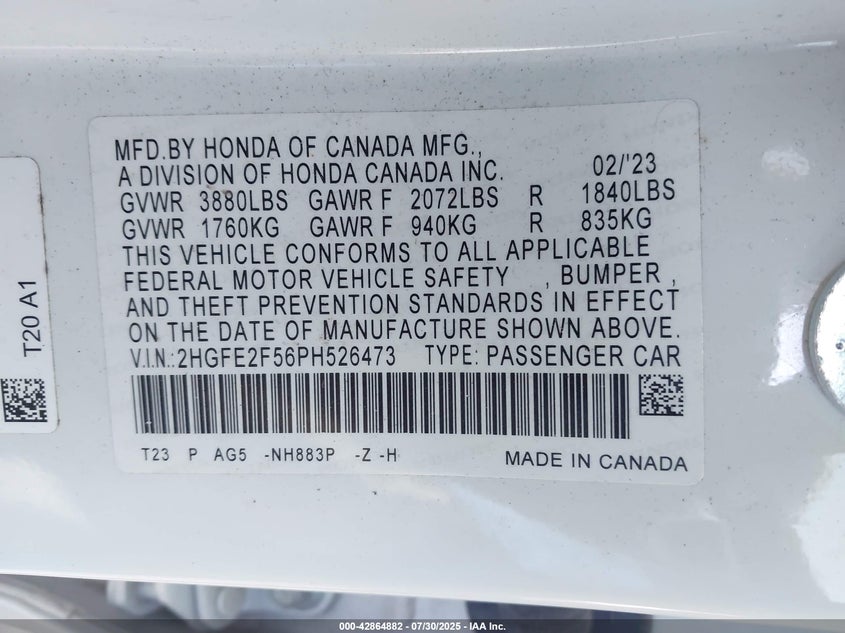 MFD.BY HONDA OF CANADA MFG.,
A DIVISION OF HONDA CANADA INC. 02/'23
GVWR 3880LBS GAWR F 2072LBS R 1840LBS
GVWR 1760KG GAWR F 940KG R 835KG
THIS VEHICLE CONFORMS TO ALL APPLICABLE
FEDERAL MOTOR VEHICLE SAFETY , BUMPER ,
AND THEFT PREVENTION STANDARDS IN EFFECT
ON THE DATE OF MANUFACTURE SHOWN ABOVE.
V.I.N.:2HGFE2F56PH526473 TYPE: PASSENGER CAR
T23 P AG5 -NH883P -Z -H
MADE IN CANADA
T20 A1
000-42864882 - 07/30/2025 - IAA Inc.